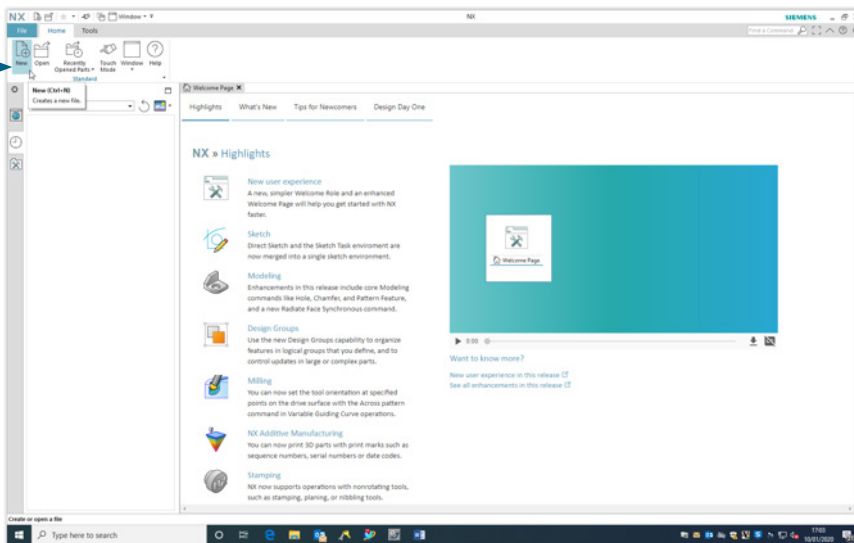 NX Window NX SIEMENS
File Home Tools Find a Command
New Open Recently Opened Parts Touch Mode Window Help
Standard
New (Ctrl+N)
Creates a new file.
Welcome Page
Highlights What's New Tips for Newcomers Design Day One
NX » Highlights
New user experience
A new, simpler Welcome Role and an enhanced
Welcome Page will help you get started with NX
faster.
Sketch
Direct Sketch and the Sketch Task enviroment are
now merged into a single sketch environment.
Modeling
Enhancements in this release include core Modeling
commands like Hole, Chamfer, and Pattern Feature,
and a new Radiate Face Synchronous command.
Design Groups
Use the new Design Groups capability to organize
features in logical groups that you define, and to
control updates in large or complex parts.
Milling
You can now set the tool orientation at specified
points on the drive surface with the Across pattern
command in Variable Guiding Curve operations.
NX Additive Manufacturing
You can now print 3D parts with print marks such as
sequence numbers, serial numbers or date codes.
Stamping
NX now supports operations with nonrotating tools,
such as stamping, planing, or nibbling tools.
Welcome Page
0:00
Want to know more?
New user experience in this release
See all enhancements in this release
Create or open a file
Type here to search
17:03
10/01/2020